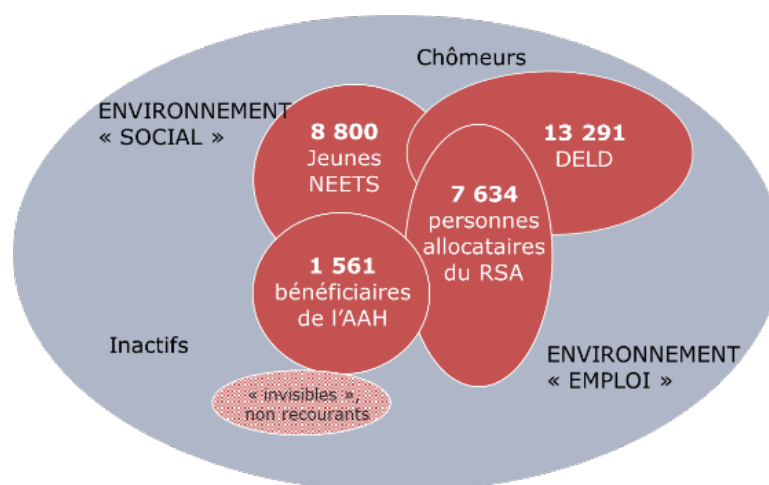 Chômeurs
ENVIRONNEMENT
« SOCIAL »
8 800
Jeunes
NEETS
13 291
DELD
7 634
personnes
allocataires
du RSA
1 561
bénéficiaires
de l'AAH
Inactifs
ENVIRONNEMENT
« EMPLOI »
« invisibles »,
non recourants